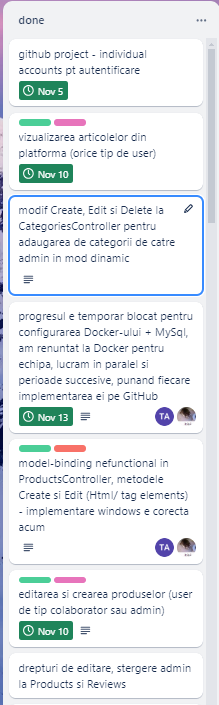 done
github project - individual
accounts pt autentificare
Nov 5
vizualizarea articolelor din
platforma (orice tip de user)
Nov 10
modif Create, Edit si Delete la
CategoriesController pentru
adaugarea de categorii de catre
admin in mod dinamic
progresul e temporar blocat pentru
configurarea Docker-ului + MySql,
am renuntat la Docker pentru
echipa, lucram in paralel si
perioade succesive, punand fiecare
implementarea ei pe GitHub
Nov 13
TA
model-binding nefunctional in
ProductsController, metodele
Create si Edit (Html/ tag elements)
- implementare windows e corecta
acum
TA
editarea si crearea produselor (user
de tip colaborator sau admin)
Nov 10
drepturi de editare, stergere admin
la Products si Reviews